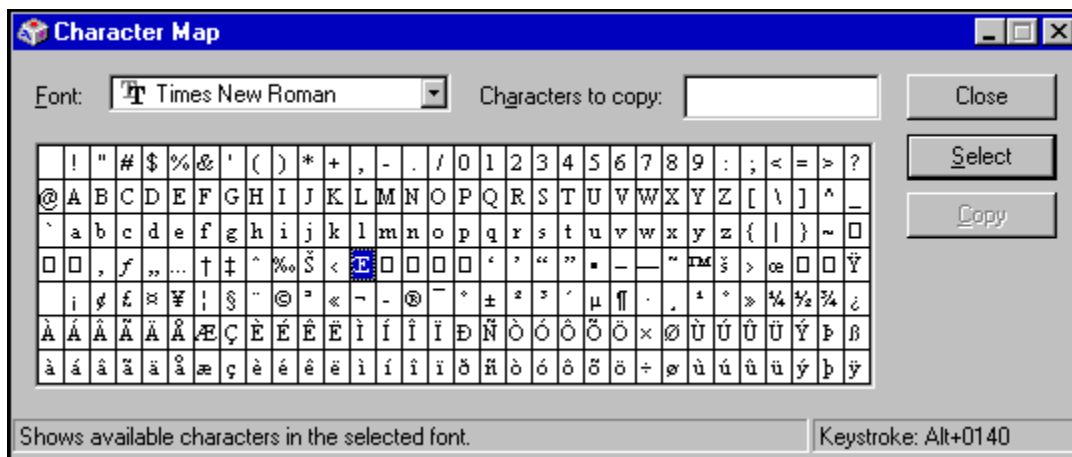 Character Map
Font: Times New Roman Characters to copy: Close
Select
Copy
! " # $ % & ' ( ) * + , - . / 0 1 2 3 4 5 6 7 8 9 : ; < = > ?
@ A B C D E F G H I J K L M N O P Q R S T U V W X Y Z [ \ ] ^ _
` a b c d e f g h i j k l m n o p q r s t u v w x y z { | } ~ □
□ □ ‚ ƒ „ … † ‡ ˆ ‰ Š ‹ Œ □ □ □ □ ‘ ’ “ ” • – — ˜ ™ š › œ □ □ Ÿ
¡ ¢ £ ¤ ¥ ¦ § ¨ © ª « ¬ - ® ¯ ° ± ² ³ ´ µ ¶ · ¸ ¹ º » ¼ ½ ¾ ¿
À Á Â Ã Ä Å Æ Ç È É Ê Ë Ì Í Î Ï Ð Ñ Ò Ó Ô Õ Ö × Ø Ù Ú Û Ü Ý Þ ß
à á â ã ä å æ ç è é ê ë ì í î ï ð ñ ò ó ô õ ö ÷ ø ù ú û ü ý þ ÿ
Shows available characters in the selected font. Keystroke: Alt+0140